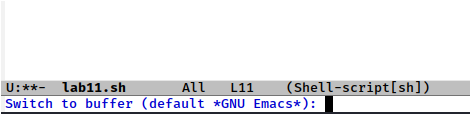 U:**-  lab11.sh       All   L11    (Shell-script[sh])
Switch to buffer (default *GNU Emacs*):